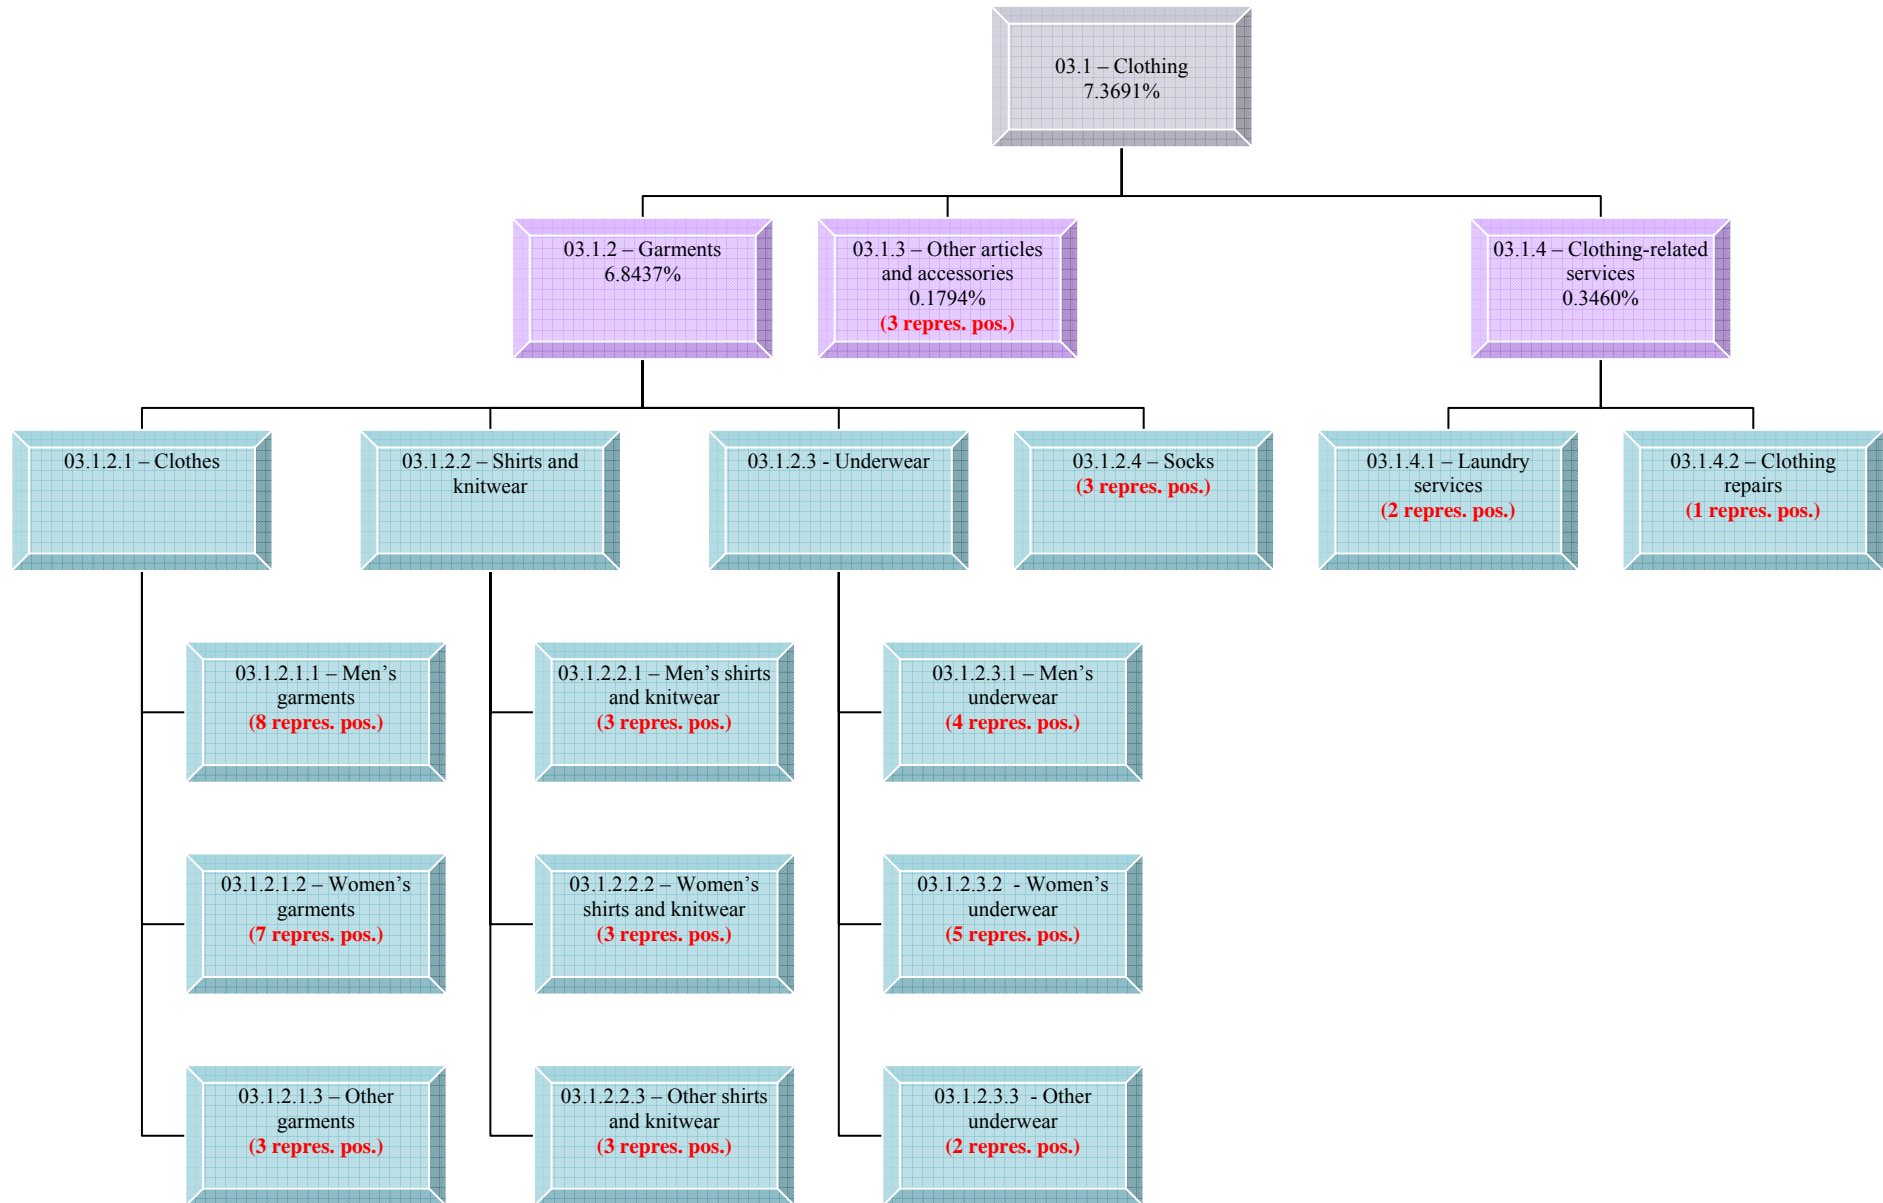 03.1 – Clothing
7.3691%
03.1.2 – Garments
6.8437%
03.1.3 – Other articles
and accessories
0.1794%
(3 repres. pos.)
03.1.4 – Clothing-related
services
0.3460%
03.1.2.1 – Clothes
03.1.2.2 – Shirts and
knitwear
03.1.2.3 - Underwear
03.1.2.4 – Socks
(3 repres. pos.)
03.1.4.1 – Laundry
services
(2 repres. pos.)
03.1.4.2 – Clothing
repairs
(1 repres. pos.)
03.1.2.1.1 – Men’s
garments
(8 repres. pos.)
03.1.2.2.1 – Men’s shirts
and knitwear
(3 repres. pos.)
03.1.2.3.1 – Men’s
underwear
(4 repres. pos.)
03.1.2.1.2 – Women’s
garments
(7 repres. pos.)
03.1.2.2.2 – Women’s
shirts and knitwear
(3 repres. pos.)
03.1.2.3.2  - Women’s
underwear
(5 repres. pos.)
03.1.2.1.3 – Other
garments
(3 repres. pos.)
03.1.2.2.3 – Other shirts
and knitwear
(3 repres. pos.)
03.1.2.3.3  - Other
underwear
(2 repres. pos.)